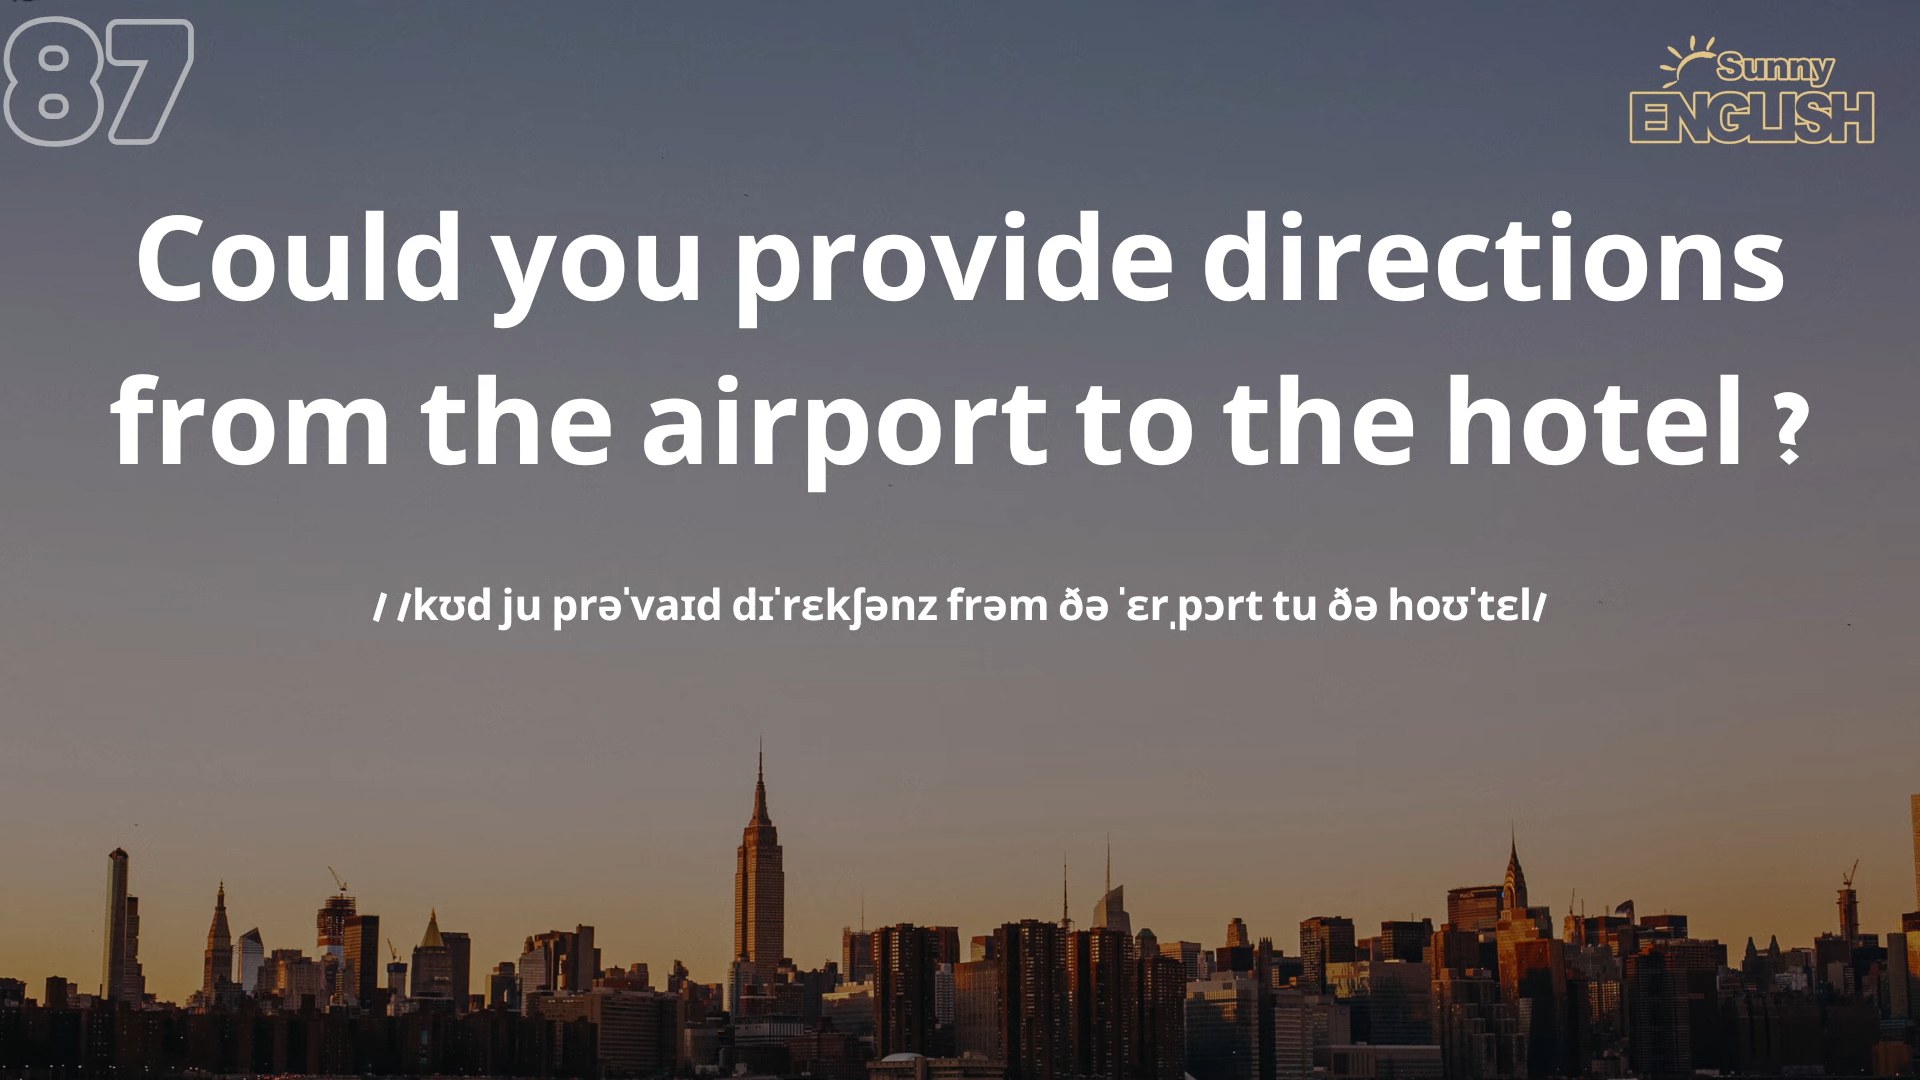 87
Sunny
ENGLISH
Could you provide directions
from the airport to the hotel ?
/ /kʊd ju prəˈvaɪd dɪˈrɛkʃənz frəm ðə ˈɛrˌpɔrt tu ðə hoʊˈtɛl/